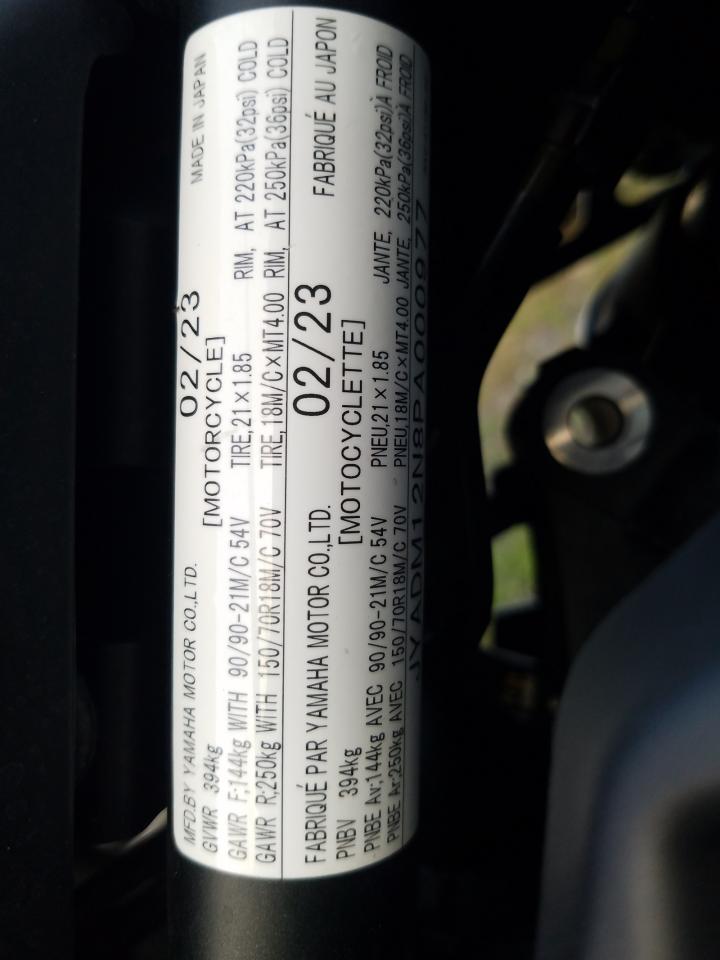 MFD.BY YAMAHA MOTOR CO.,LTD. 02/23 MADE IN JAPAN
GVWR 394kg [MOTORCYCLE]
GAWR F;144kg WITH 90/90-21M/C 54V TIRE,21×1.85 RIM, AT 220kPa(32psi) COLD
GAWR R;250kg WITH 150/70R18M/C 70V TIRE,18M/C×MT4.00 RIM, AT 250kPa(36psi) COLD
FABRIQUÉ PAR YAMAHA MOTOR CO.,LTD. 02/23 FABRIQUÉ AU JAPON
PNBV 394kg [MOTOCYCLETTE]
PNBE Av;144kg AVEC 90/90-21M/C 54V PNEU,21×1.85 JANTE, 220kPa(32psi)À FROID
PNBE Ar;250kg AVEC 150/70R18M/C 70V PNEU,18M/C×MT4.00 JANTE, 250kPa(36psi)À FROID
JYADM12N8PA000977